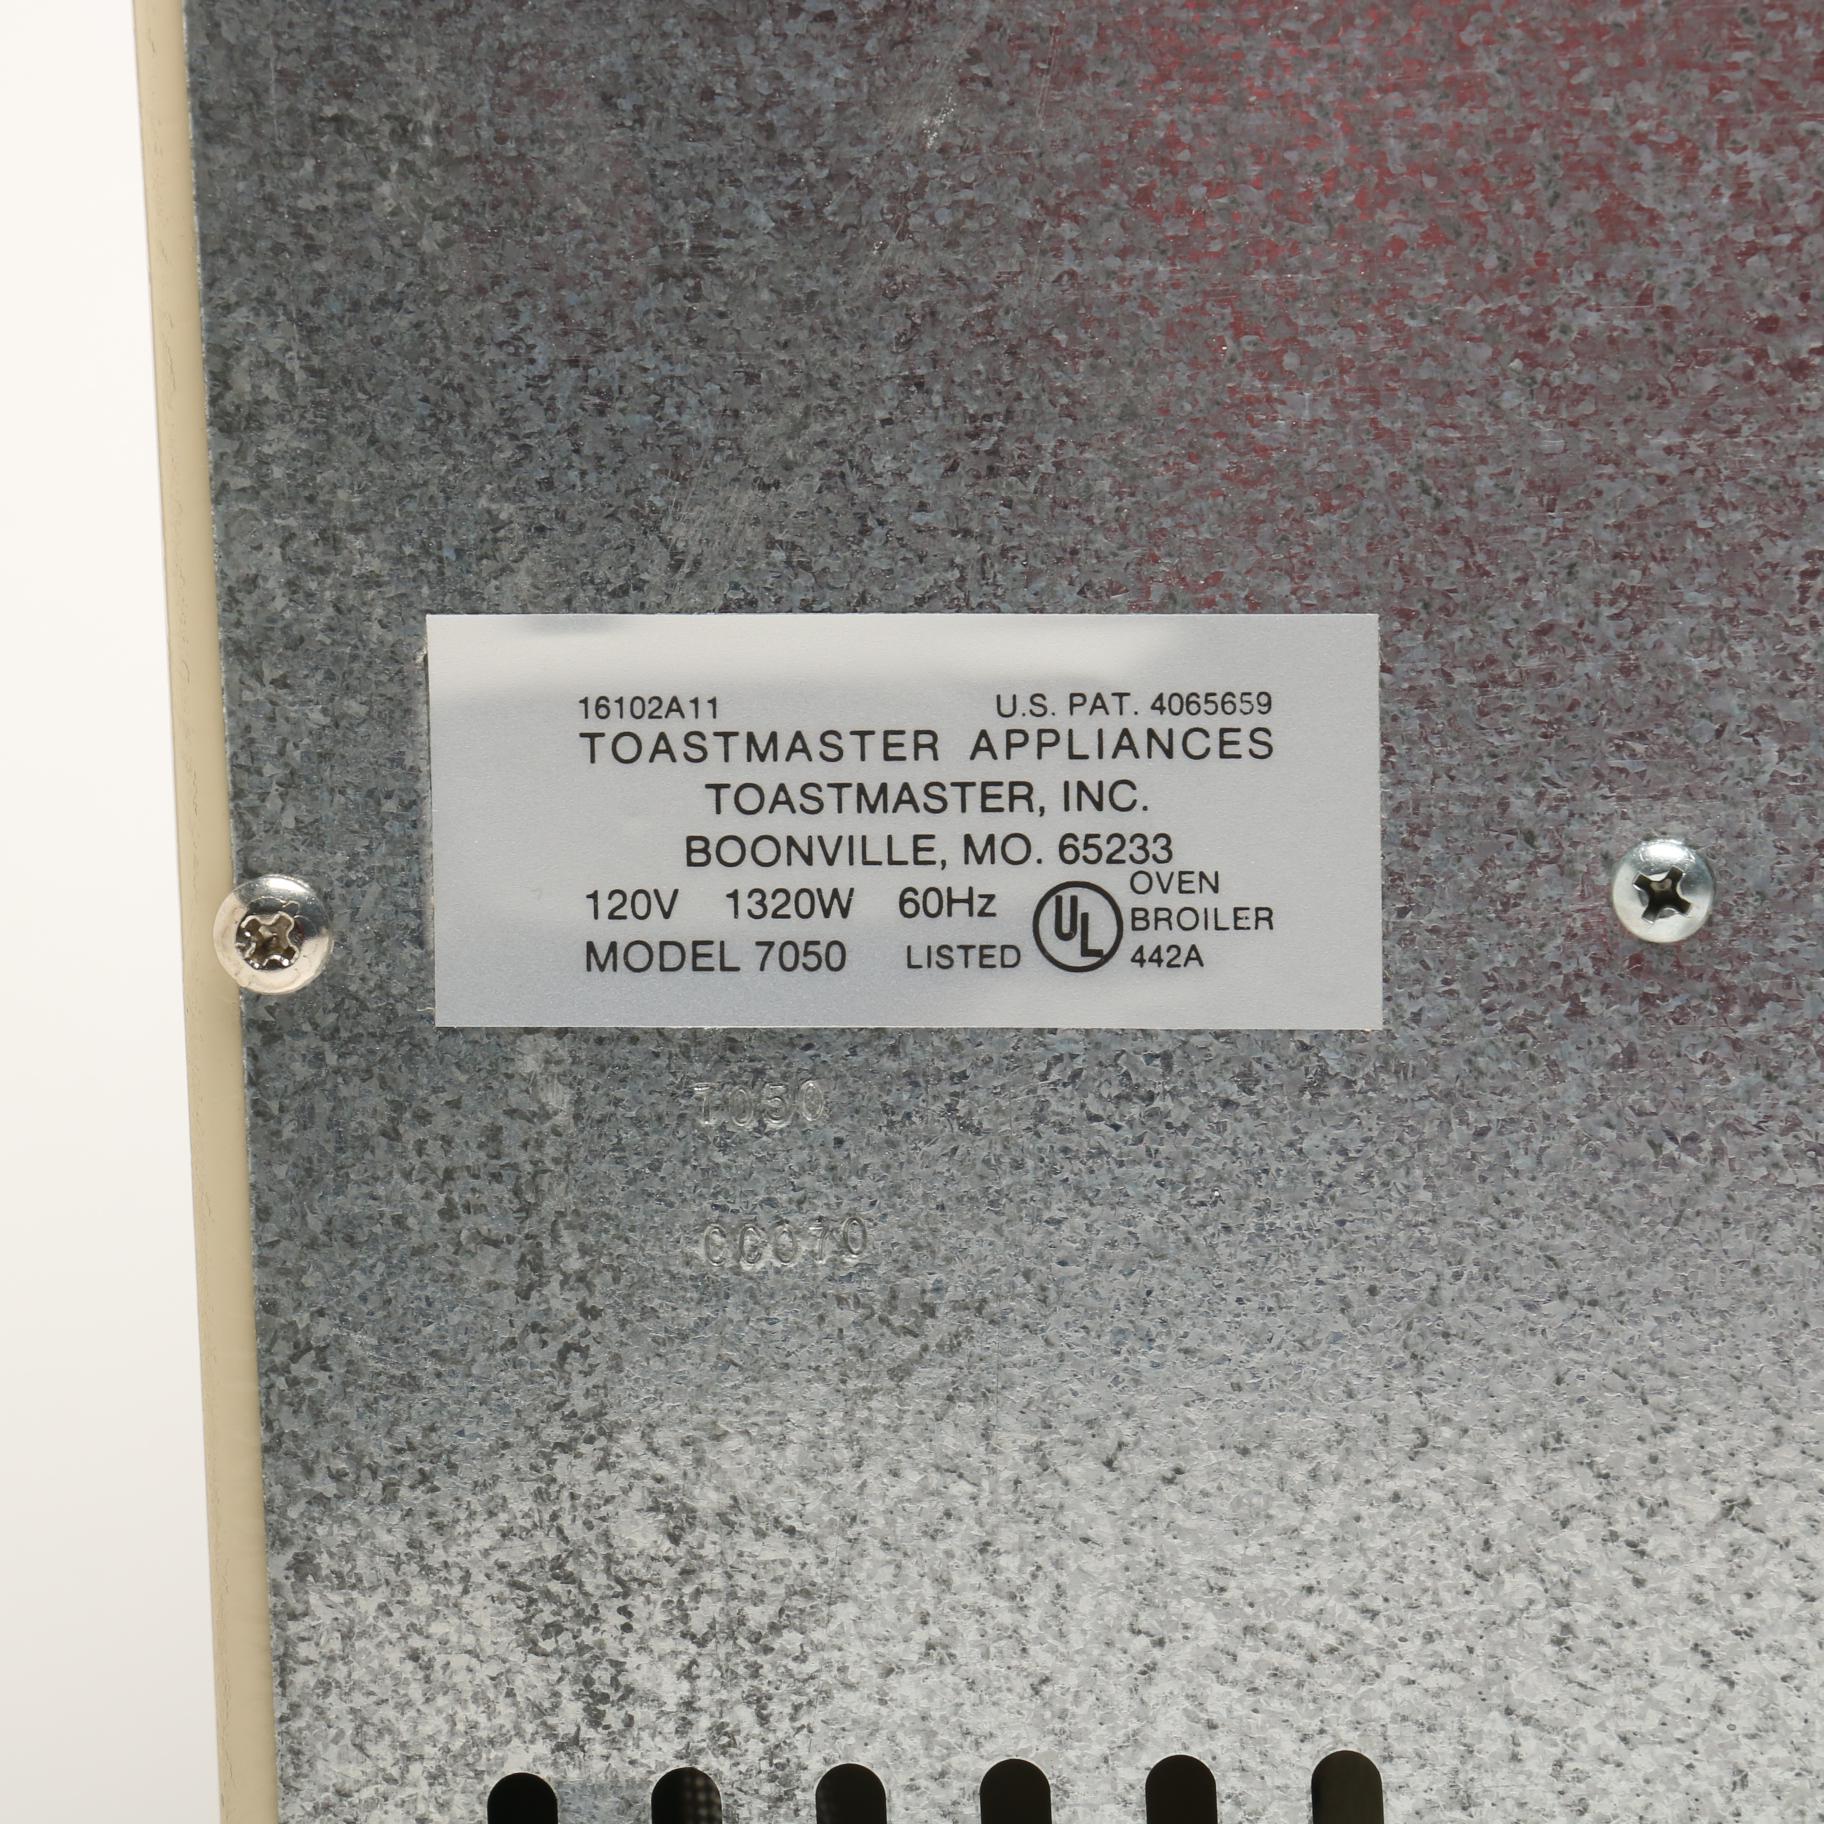 16102A11 U.S. PAT. 4065659
TOASTMASTER APPLIANCES
TOASTMASTER, INC.
BOONVILLE, MO. 65233
120V 1320W 60Hz UL OVEN
BROILER
MODEL 7050 LISTED 442A
7050
CC070